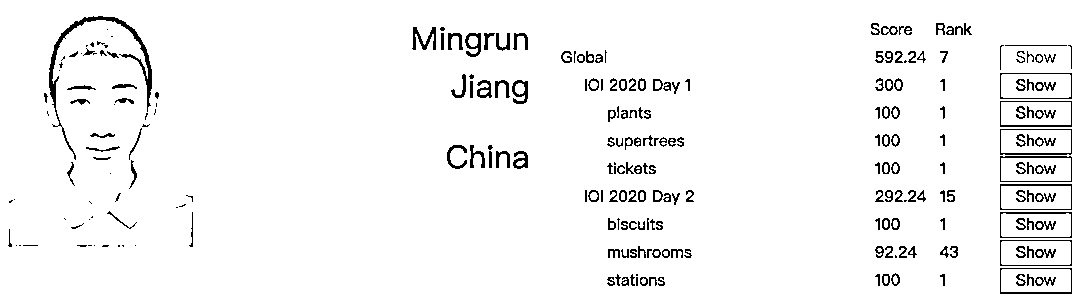 Mingrun
Jiang
China
Score Rank
Global 592.24 7 Show
IOI 2020 Day 1 300 1 Show
plants 100 1 Show
supertrees 100 1 Show
tickets 100 1 Show
IOI 2020 Day 2 292.24 15 Show
biscuits 100 1 Show
mushrooms 92.24 43 Show
stations 100 1 Show